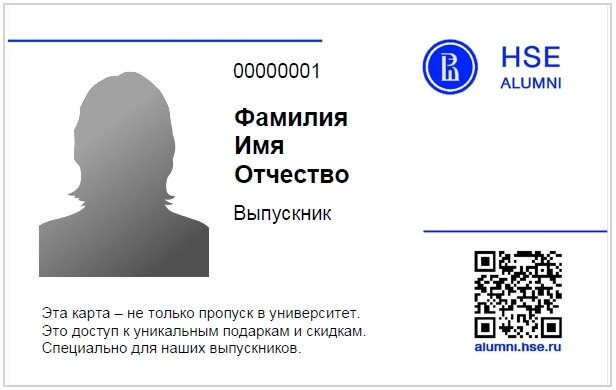 00000001
HSE
ALUMNI
Фамилия
Имя
Отчество
Выпускник
alumni.hse.ru
Эта карта – не только пропуск в университет.
Это доступ к уникальным подаркам и скидкам.
Специально для наших выпускников.